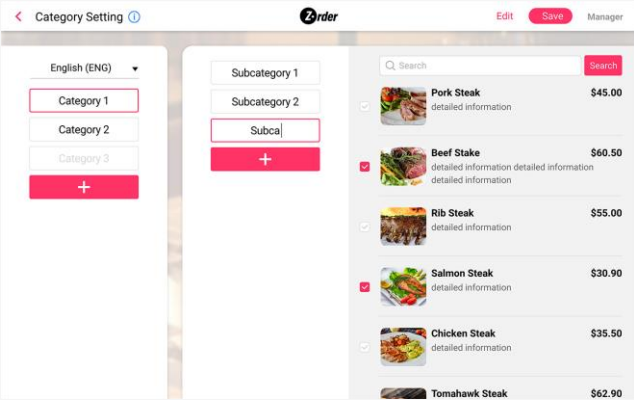 Category Setting
Z-rder
Edit
Save
Manager
English (ENG)
Category 1
Category 2
Category 3
Subcategory 1
Subcategory 2
Subca
Search
Search
Pork Steak $45.00
detailed information
Beef Stake $60.50
detailed information detailed information
detailed information
Rib Steak $55.00
detailed information
Salmon Steak $30.90
detailed information
Chicken Steak $35.50
detailed information
Tomahawk Steak $62.90